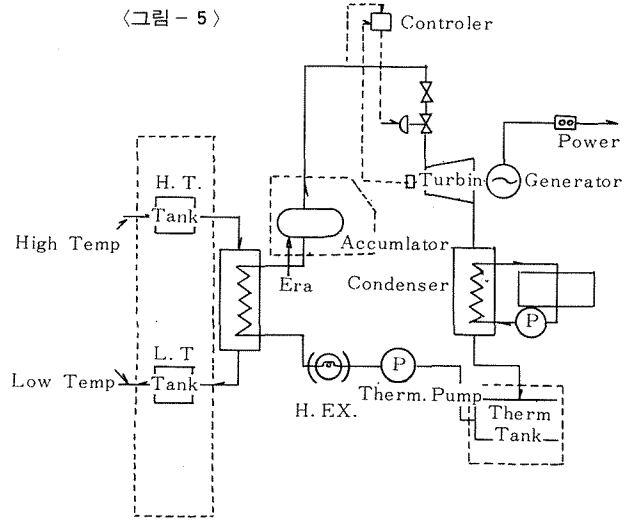 〈그림 - 5〉
Controler
Power
H. T.
Tank
Turbin
Generator
High Temp
Accumlator
Era
Condenser
P
L. T
Low Temp
Tank
P
H. EX.
Therm. Pump
Therm
Tank